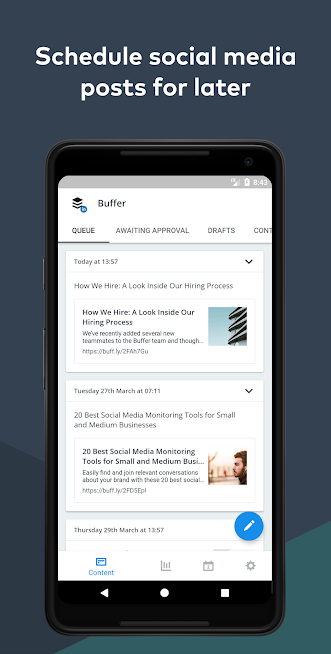 Schedule social media
posts for later
8:43
Buffer
QUEUE AWAITING APPROVAL DRAFTS CONT
Today at 13:57
How We Hire: A Look Inside Our Hiring Process
How We Hire: A Look Inside Our
Hiring Process
We've recently added several new
teammates to the Buffer team and though...
https://buff.ly/2FAh7Gu
Tuesday 27th March at 07:11
20 Best Social Media Monitoring Tools for Small
and Medium Businesses
20 Best Social Media Monitoring
Tools for Small and Medium Busi...
Easily find and join relevant conversations
about your brand with these 20 best social...
https://buff.ly/2FD5Epl
Thursday 29th March at 13:57
Content